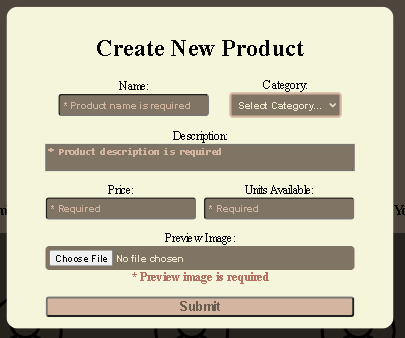 Create New Product
Name:
Category:
* Product name is required
Select Category...
Description:
* Product description is required
Price:
Units Available:
* Required
* Required
Preview Image:
Choose File No file chosen
* Preview image is required
Submit